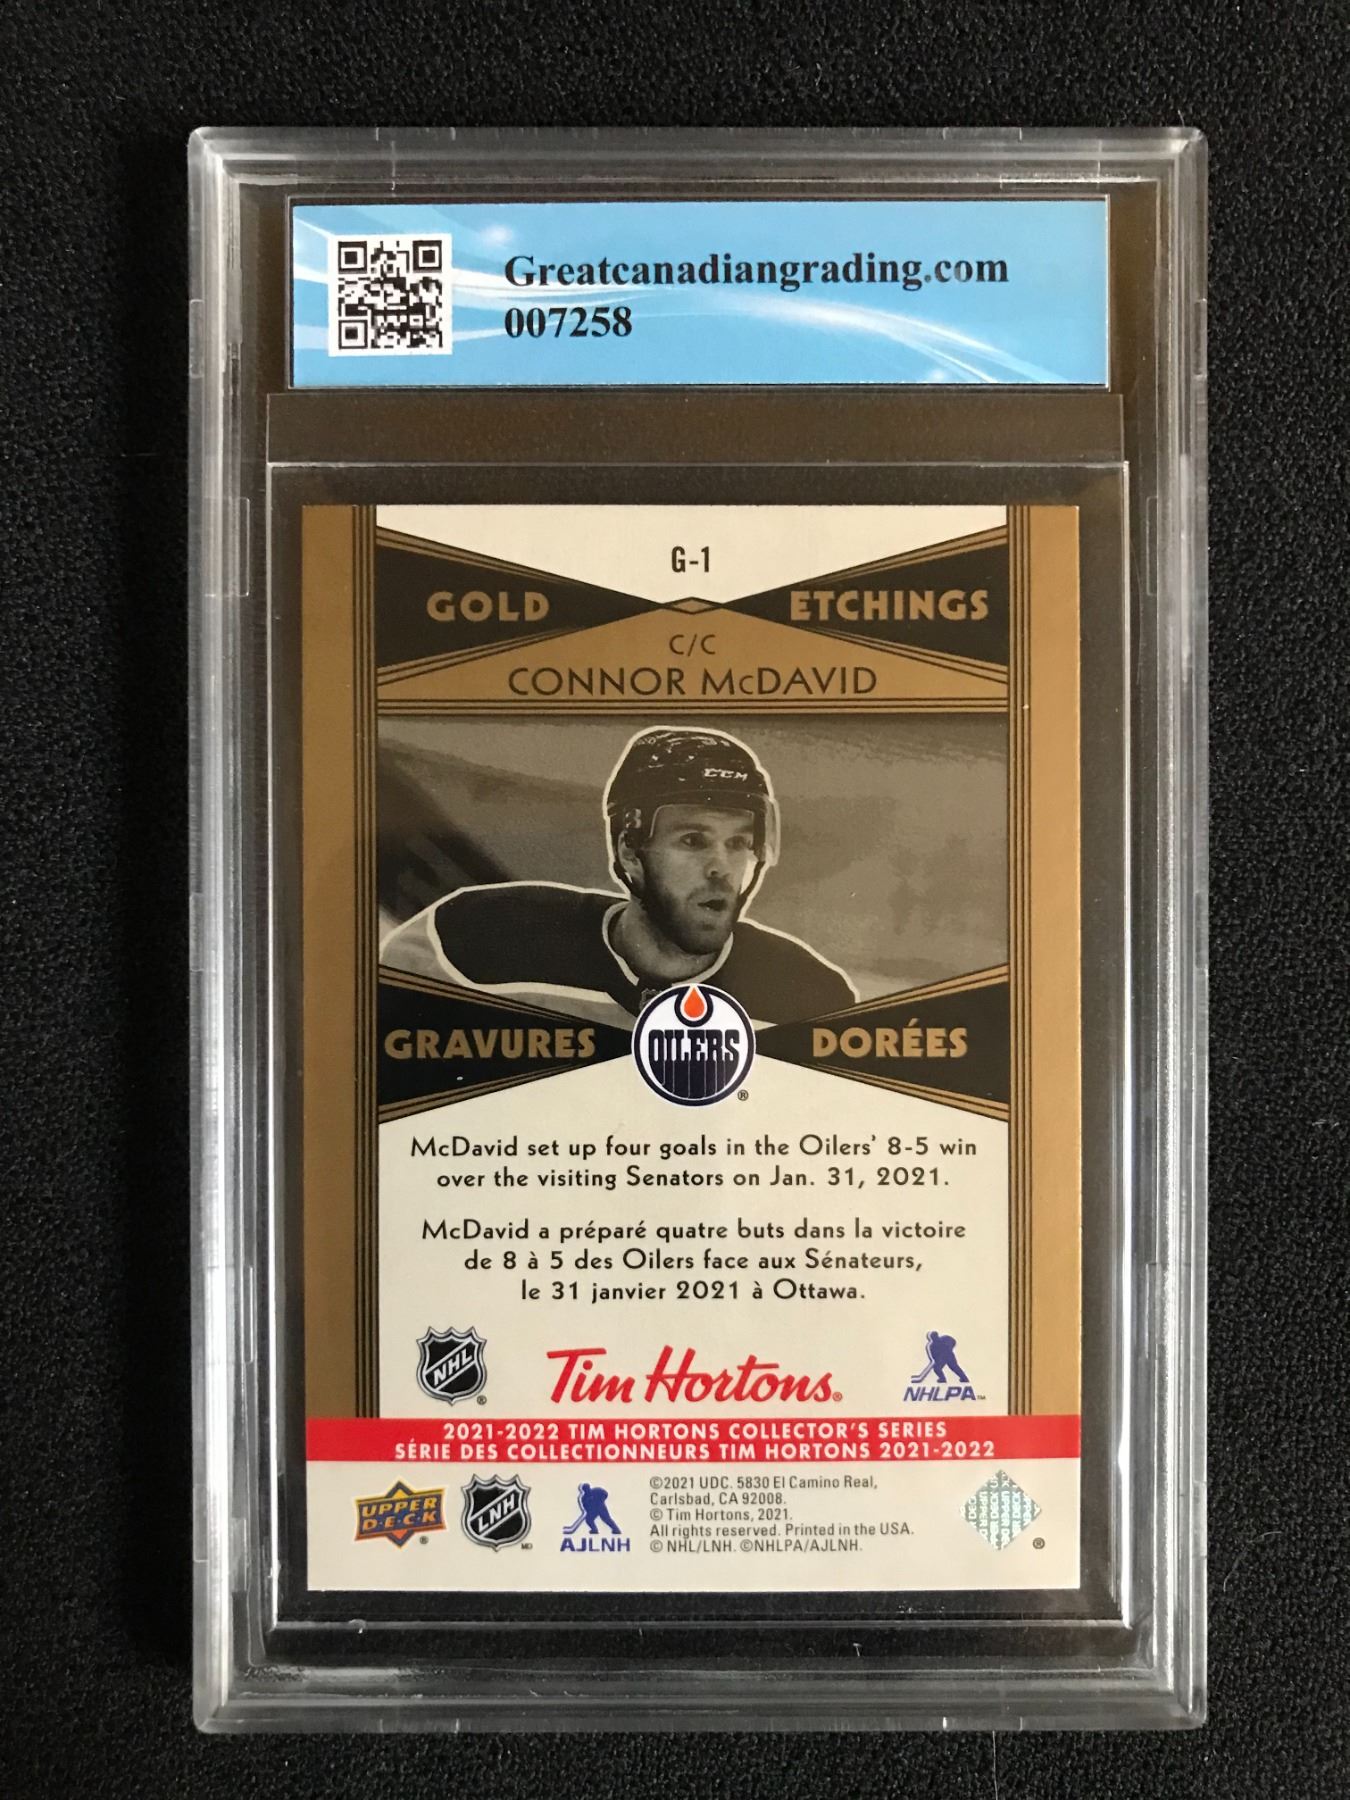 Greatcanadiangrading.com
007258
G-1
GOLD ETCHINGS
C/C
CONNOR McDAVID
CCM
GRAVURES OILERS DORÉES
®
McDavid set up four goals in the Oilers' 8-5 win
over the visiting Senators on Jan. 31, 2021.
McDavid a préparé quatre buts dans la victoire
de 8 à 5 des Oilers face aux Sénateurs,
le 31 janvier 2021 à Ottawa.
NHL ® Tim Hortons® NHLPA™
2021-2022 TIM HORTONS COLLECTOR'S SERIES
SÉRIE DES COLLECTIONNEURS TIM HORTONS 2021-2022
UPPER DECK ® LNH MD AJLNH
©2021 UDC. 5830 El Camino Real,
Carlsbad, CA 92008.
© Tim Hortons, 2021.
All rights reserved. Printed in the USA.
© NHL/LNH. ©NHLPA/AJLNH.
®